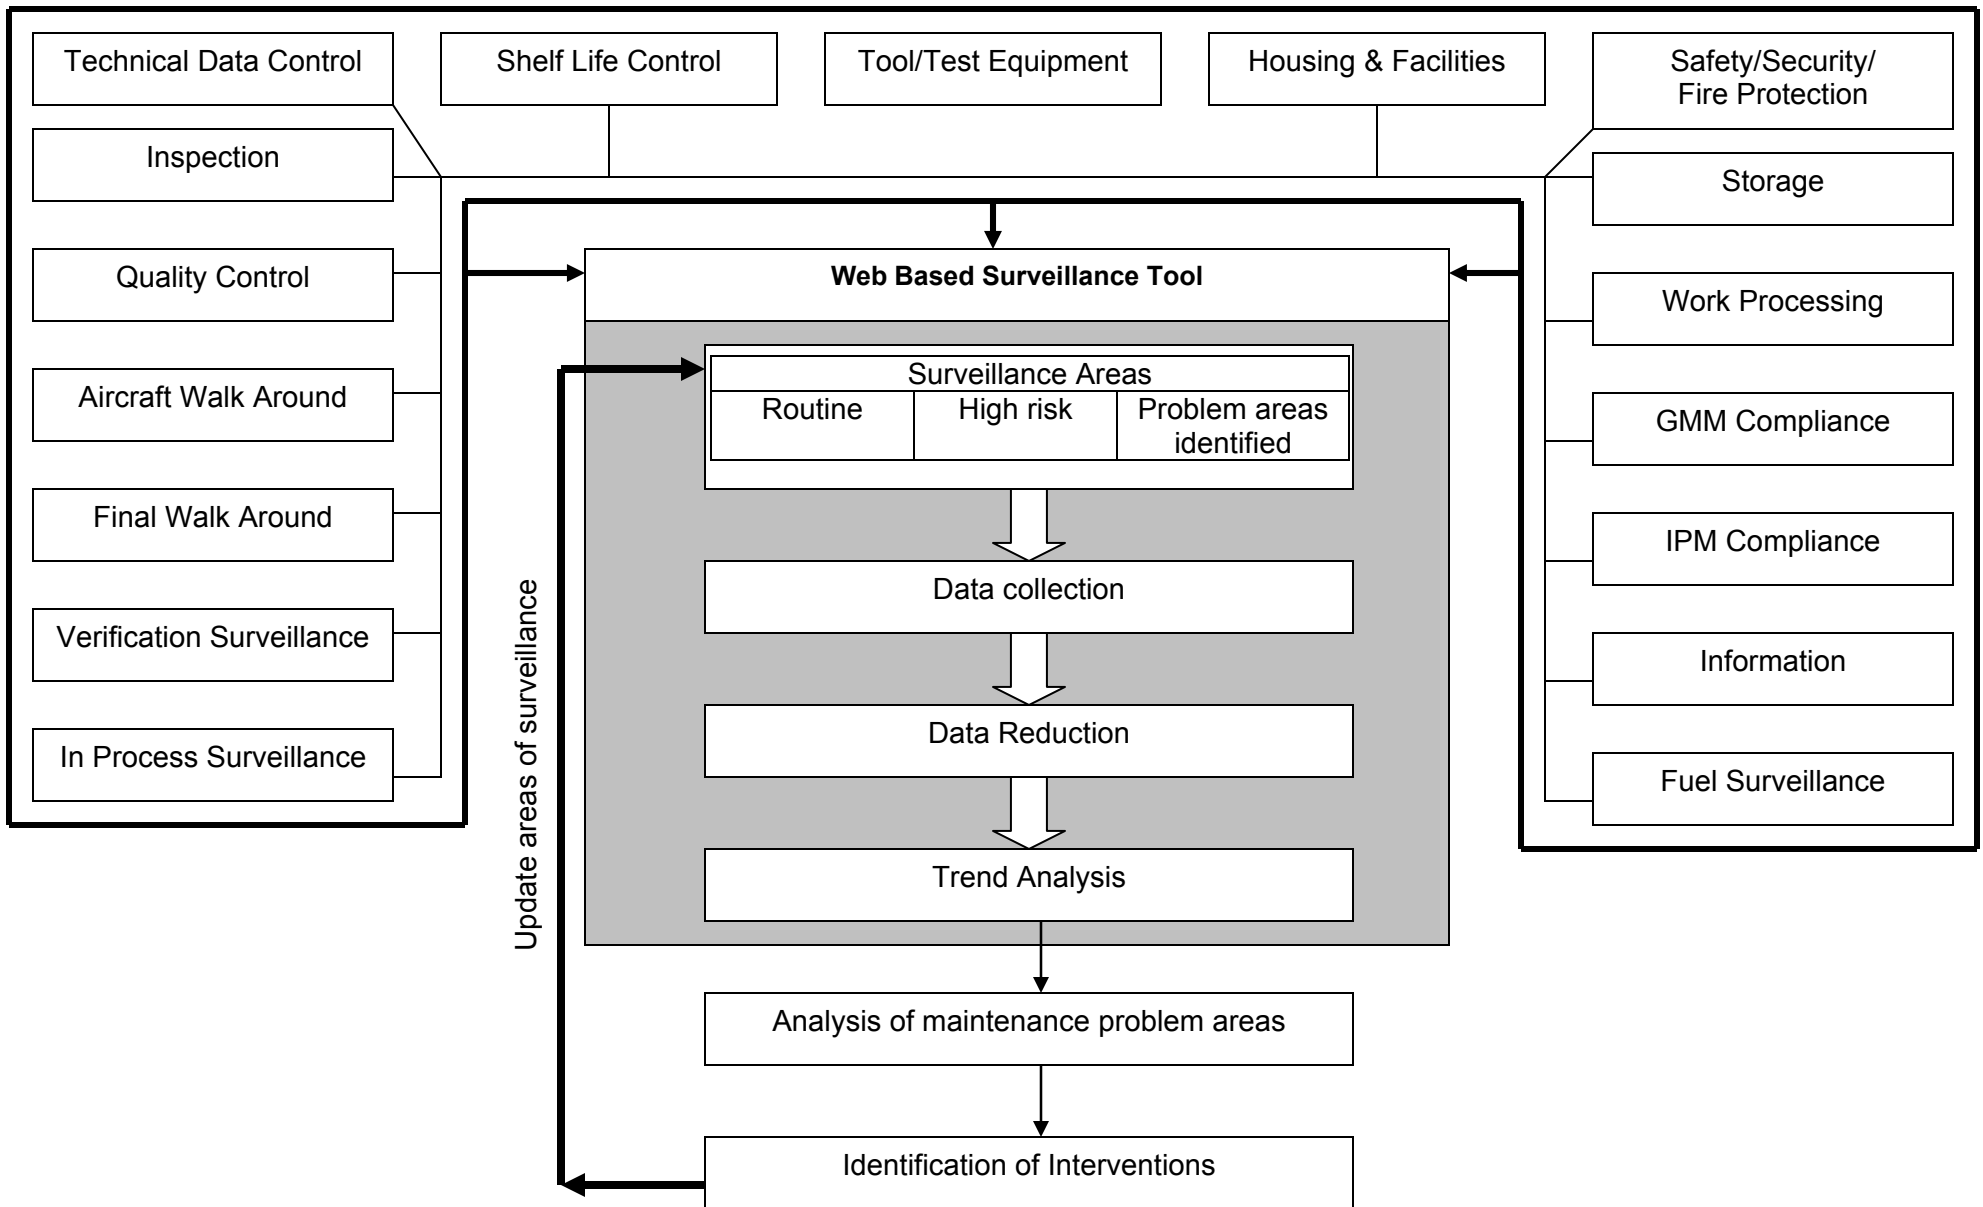 Technical Data Control
Shelf Life Control
Tool/Test Equipment
Housing & Facilities
Safety/Security/
Fire Protection
Inspection
Storage
Quality Control
Web Based Surveillance Tool
Work Processing
Surveillance Areas
Routine
High risk
Problem areas
identified
Aircraft Walk Around
GMM Compliance
Final Walk Around
IPM Compliance
Data collection
Verification Surveillance
Information
Data Reduction
In Process Surveillance
Fuel Surveillance
Update areas of surveillance
Trend Analysis
Analysis of maintenance problem areas
Identification of Interventions